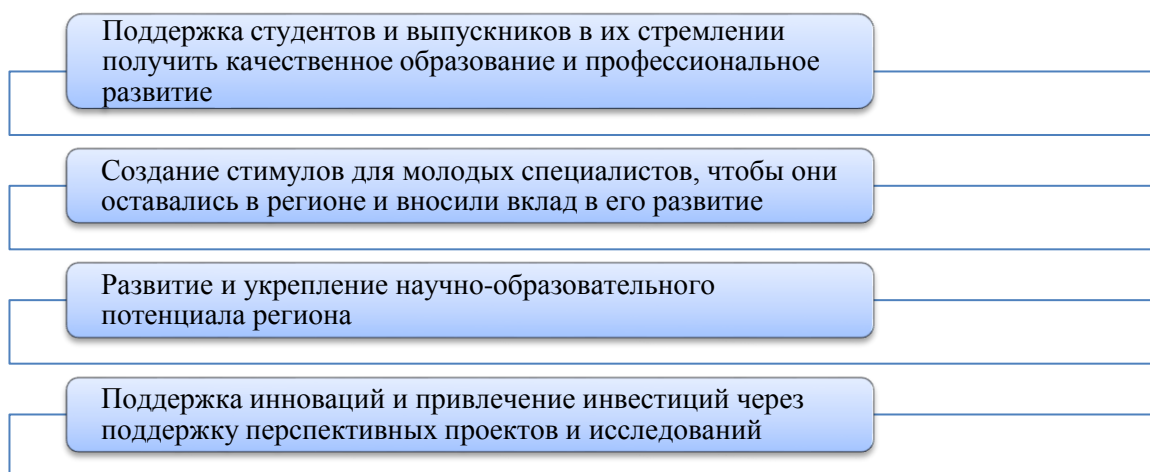 Поддержка студентов и выпускников в их стремлении
получить качественное образование и профессиональное
развитие
Создание стимулов для молодых специалистов, чтобы они
оставались в регионе и вносили вклад в его развитие
Развитие и укрепление научно-образовательного
потенциала региона
Поддержка инноваций и привлечение инвестиций через
поддержку перспективных проектов и исследований